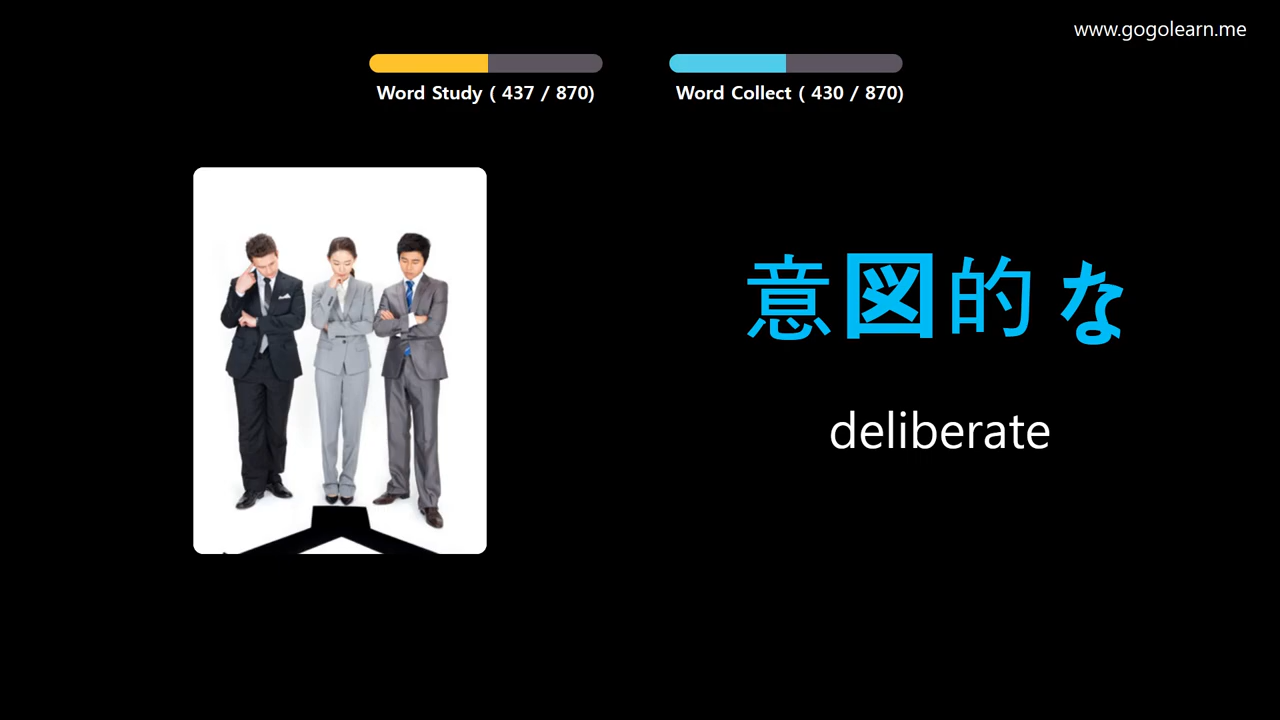 www.gogolearn.me
Word Study ( 437 / 870)
Word Collect ( 430 / 870)
意図的な
deliberate